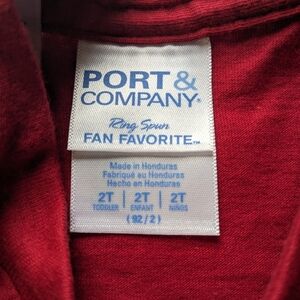 PORT &
COMPANY®
Ring Spun
FAN FAVORITE™
Made in Honduras
Fabriqué au Honduras
Hecho en Honduras
2T | 2T | 2T
TODDLER | ENFANT | NIÑOS
(92/2)